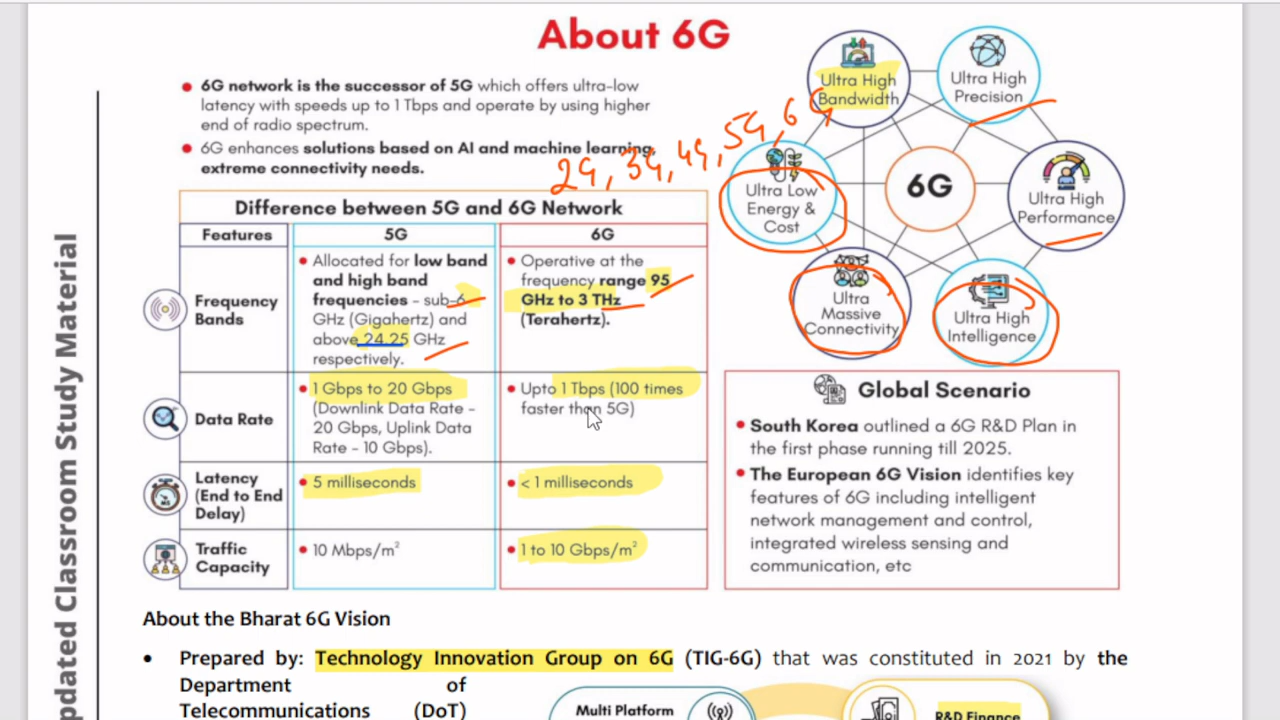 About 6G
6G network is the successor of 5G which offers ultra-low
latency with speeds up to 1 Tbps and operate by using higher
end of radio spectrum.
6G enhances solutions based on AI and machine learning,
extreme connectivity needs.
2G, 3G, 4G, 5G, 6G
Ultra High
Bandwidth
Ultra High
Precision
Ultra Low
Energy &
Cost
6G
Ultra High
Performance
Ultra
Massive
Connectivity
Ultra High
Intelligence
Difference between 5G and 6G Network
Features
5G
6G
Frequency
Bands
Allocated for low band
and high band
frequencies - sub-6
GHz (Gigahertz) and
above 24.25 GHz
respectively.
Operative at the
frequency range 95
GHz to 3 THz
(Terahertz).
Data Rate
1 Gbps to 20 Gbps
(Downlink Data Rate -
20 Gbps, Uplink Data
Rate - 10 Gbps).
Upto 1 Tbps (100 times
faster than 5G)
Latency
(End to End
Delay)
5 milliseconds
< 1 milliseconds
Traffic
Capacity
10 Mbps/m²
1 to 10 Gbps/m²
Global Scenario
South Korea outlined a 6G R&D Plan in
the first phase running till 2025.
The European 6G Vision identifies key
features of 6G including intelligent
network management and control,
integrated wireless sensing and
communication, etc
pdated Classroom Study Material
About the Bharat 6G Vision
• Prepared by: Technology Innovation Group on 6G (TIG-6G) that was constituted in 2021 by the
Department of
Telecommunications (DoT)
Multi Platform
R&D Finance